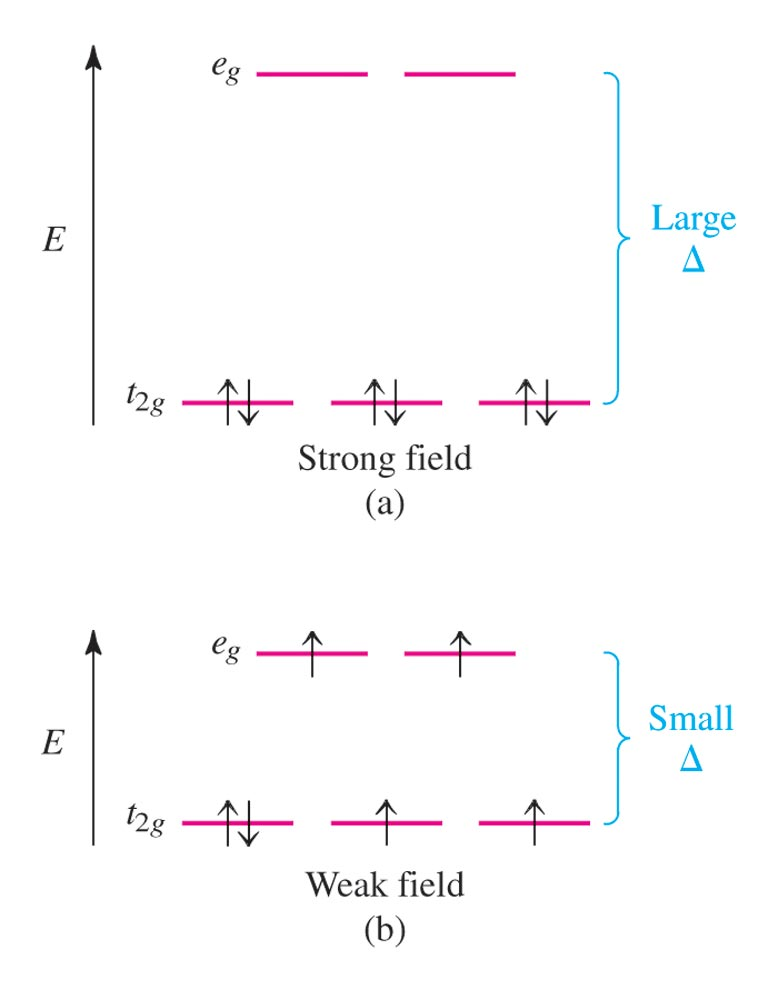 e_g
Large
Δ
E
t_2g
Strong field
(a)
e_g
Small
Δ
E
t_2g
Weak field
(b)